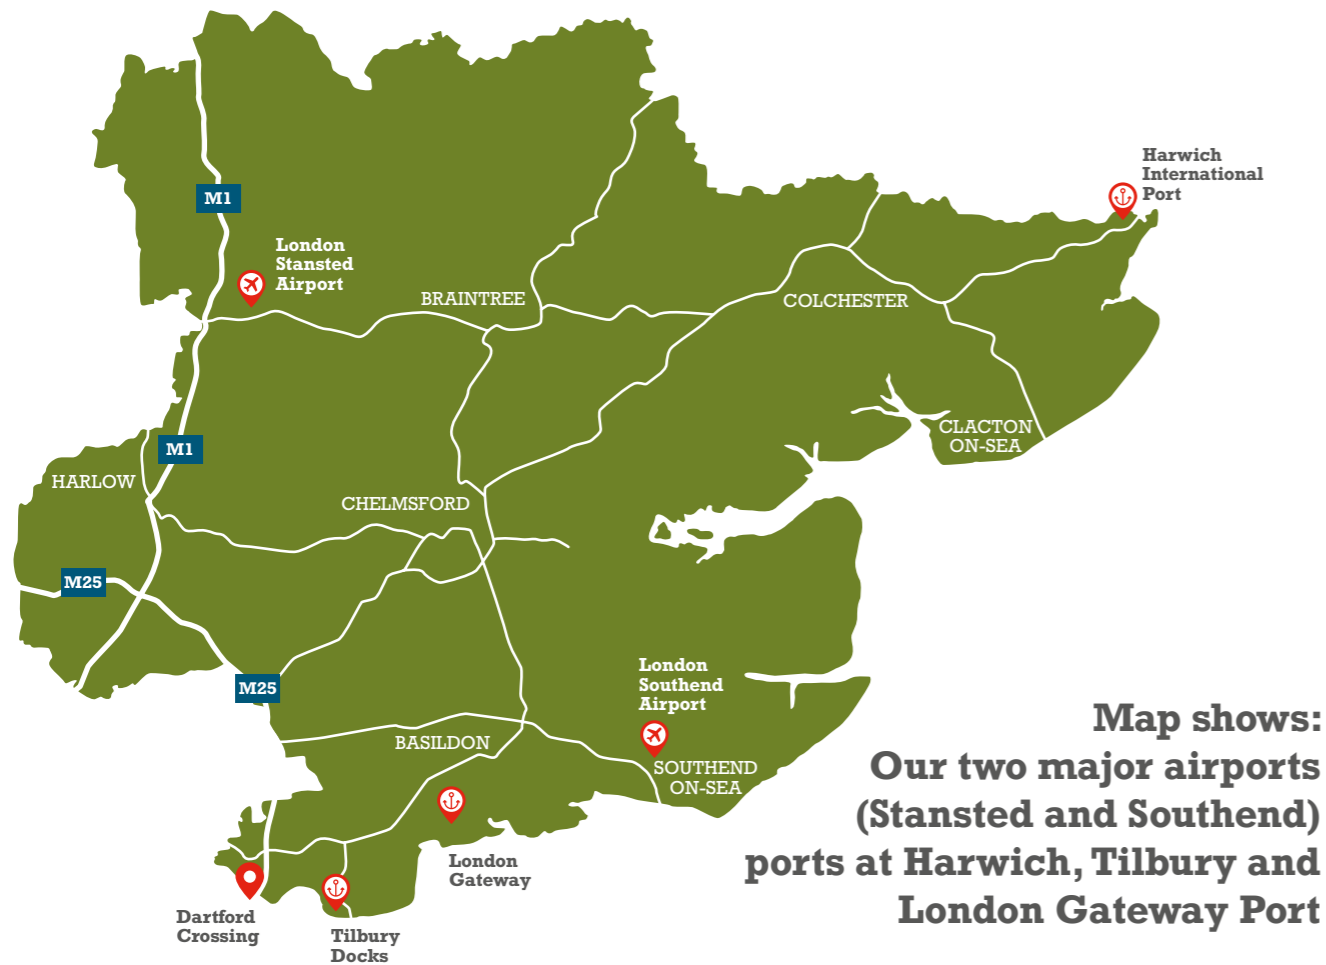 Harwich
International
Port
M1
London
Stansted
Airport
BRAINTREE
COLCHESTER
CLACTON
ON-SEA
M1
HARLOW
CHELMSFORD
M25
London
Southend
Airport
M25
BASILDON
SOUTHEND
ON-SEA
London
Gateway
Dartford
Crossing
Tilbury
Docks
Map shows:
Our two major airports
(Stansted and Southend)
ports at Harwich, Tilbury and
London Gateway Port